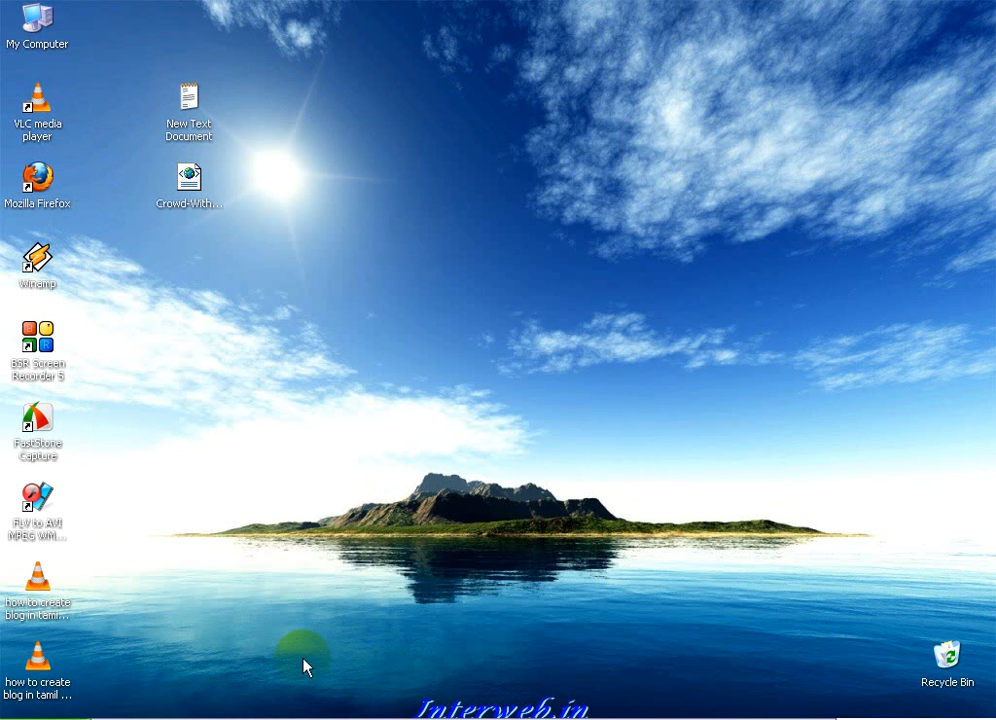 My Computer
VLC media
player
New Text
Document
Mozilla Firefox
Crowd-With...
Winamp
BSR Screen
Recorder 5
FastStone
Capture
FLV to AVI
MPEG WM...
how to create
blog in tami...
how to create
blog in tamil ...
Recycle Bin
Interweb.in